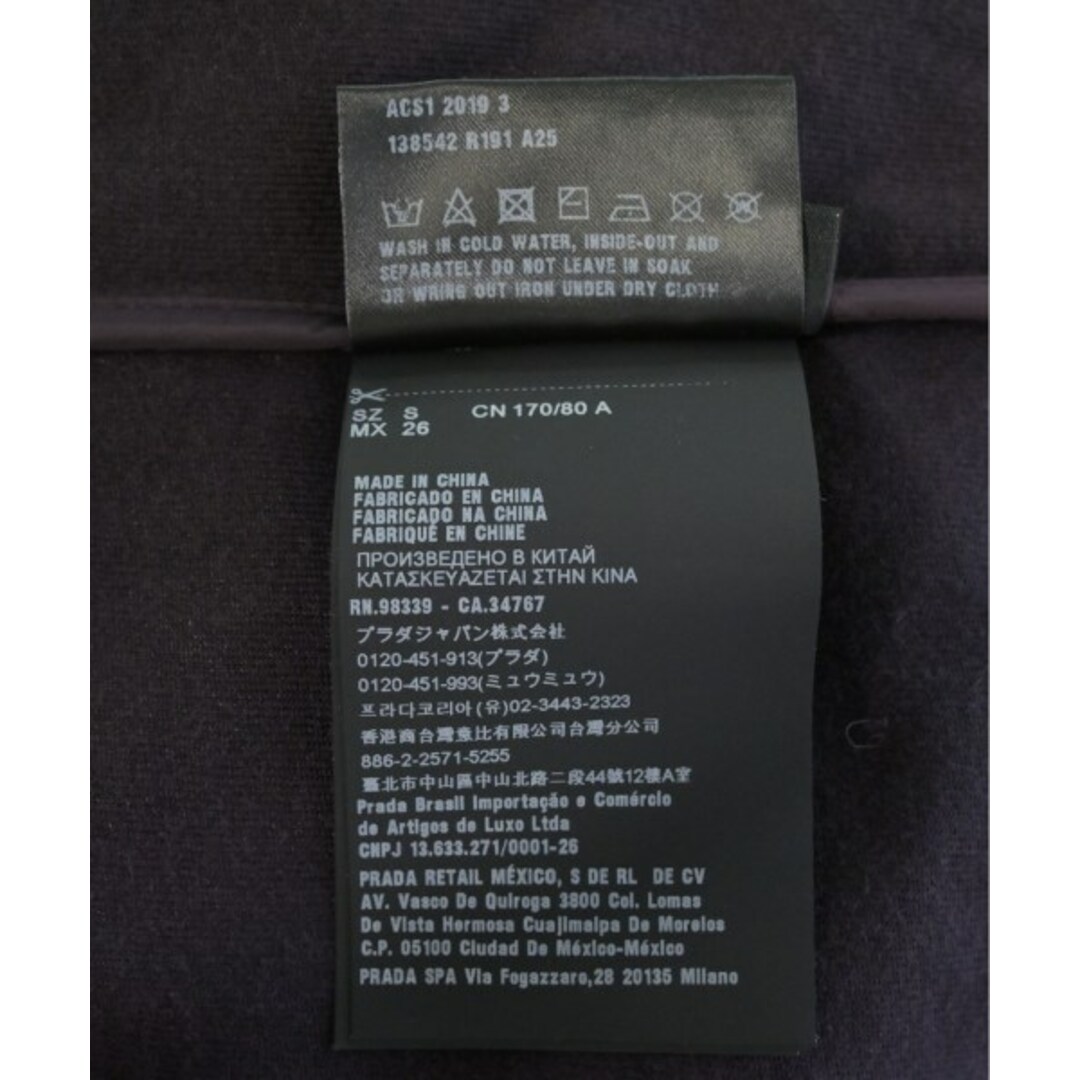 ACS1 2019 3
138542 R191 A25
WASH IN COLD WATER, INSIDE-OUT AND
SEPARATELY DO NOT LEAVE IN SOAK
OR WRING OUT IRON UNDER DRY CLOTH
SZ S CN 170/80 A
MX 26
MADE IN CHINA
FABRICADO EN CHINA
FABRICADO NA CHINA
FABRIQUÉ EN CHINE
ПРОИЗВЕДЕНО В КИТАЙ
ΚΑΤΑΣΚΕΥΑΖΕΤΑΙ ΣΤΗΝ ΚΙΝΑ
RN.98339 - CA.34767
プラダジャパン株式会社
0120-451-913(プラダ)
0120-451-993(ミュウミュウ)
프라다코리아(유)02-3443-2323
香港商台灣意比有限公司台灣分公司
886-2-2571-5255
臺北市中山區中山北路二段44號12樓A室
Prada Brasil Importação e Comércio
de Artigos de Luxo Ltda
CNPJ 13.633.271/0001-26
PRADA RETAIL MÉXICO, S DE RL DE CV
AV. Vasco De Quiroga 3800 Col. Lomas
De Vista Hermosa Cuajimalpa De Morelos
C.P. 05100 Ciudad De México-México
PRADA SPA Via Fogazzaro,28 20135 Milano